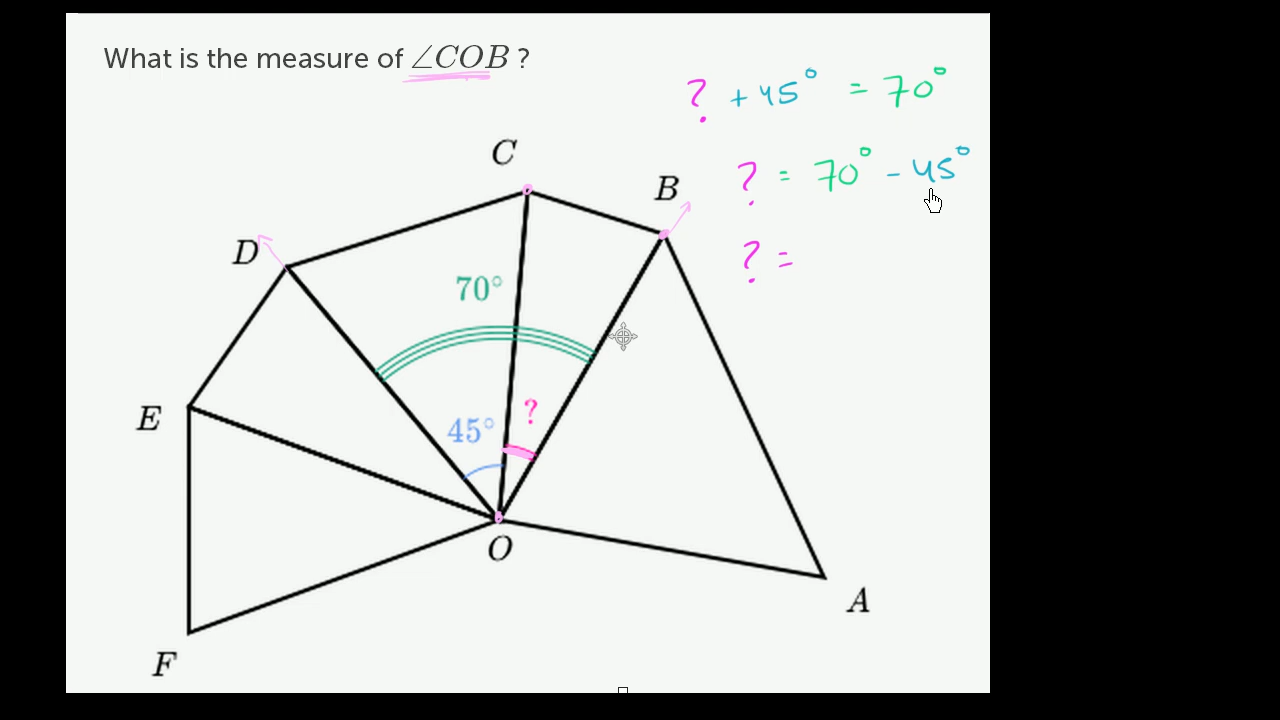 What is the measure of ∠COB ?
? + 45° = 70°
? = 70° - 45°
? =
C
B
D
70°
E
45°
?
O
A
F